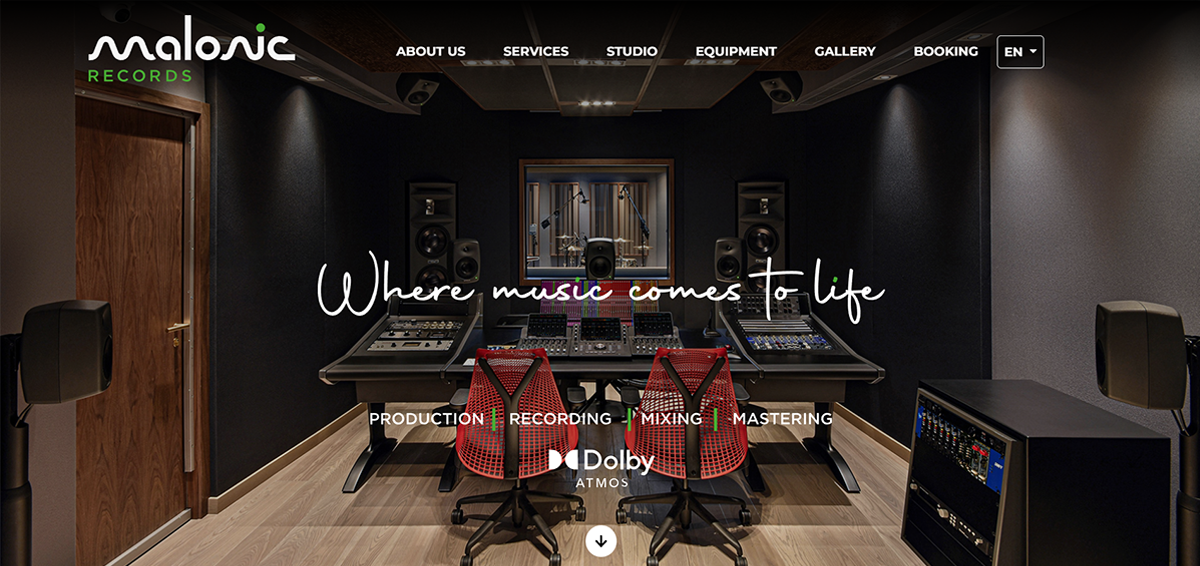 malonic
RECORDS
ABOUT US SERVICES STUDIO EQUIPMENT GALLERY BOOKING EN
Where music comes to life
PRODUCTION | RECORDING | MIXING | MASTERING
Dolby
ATMOS